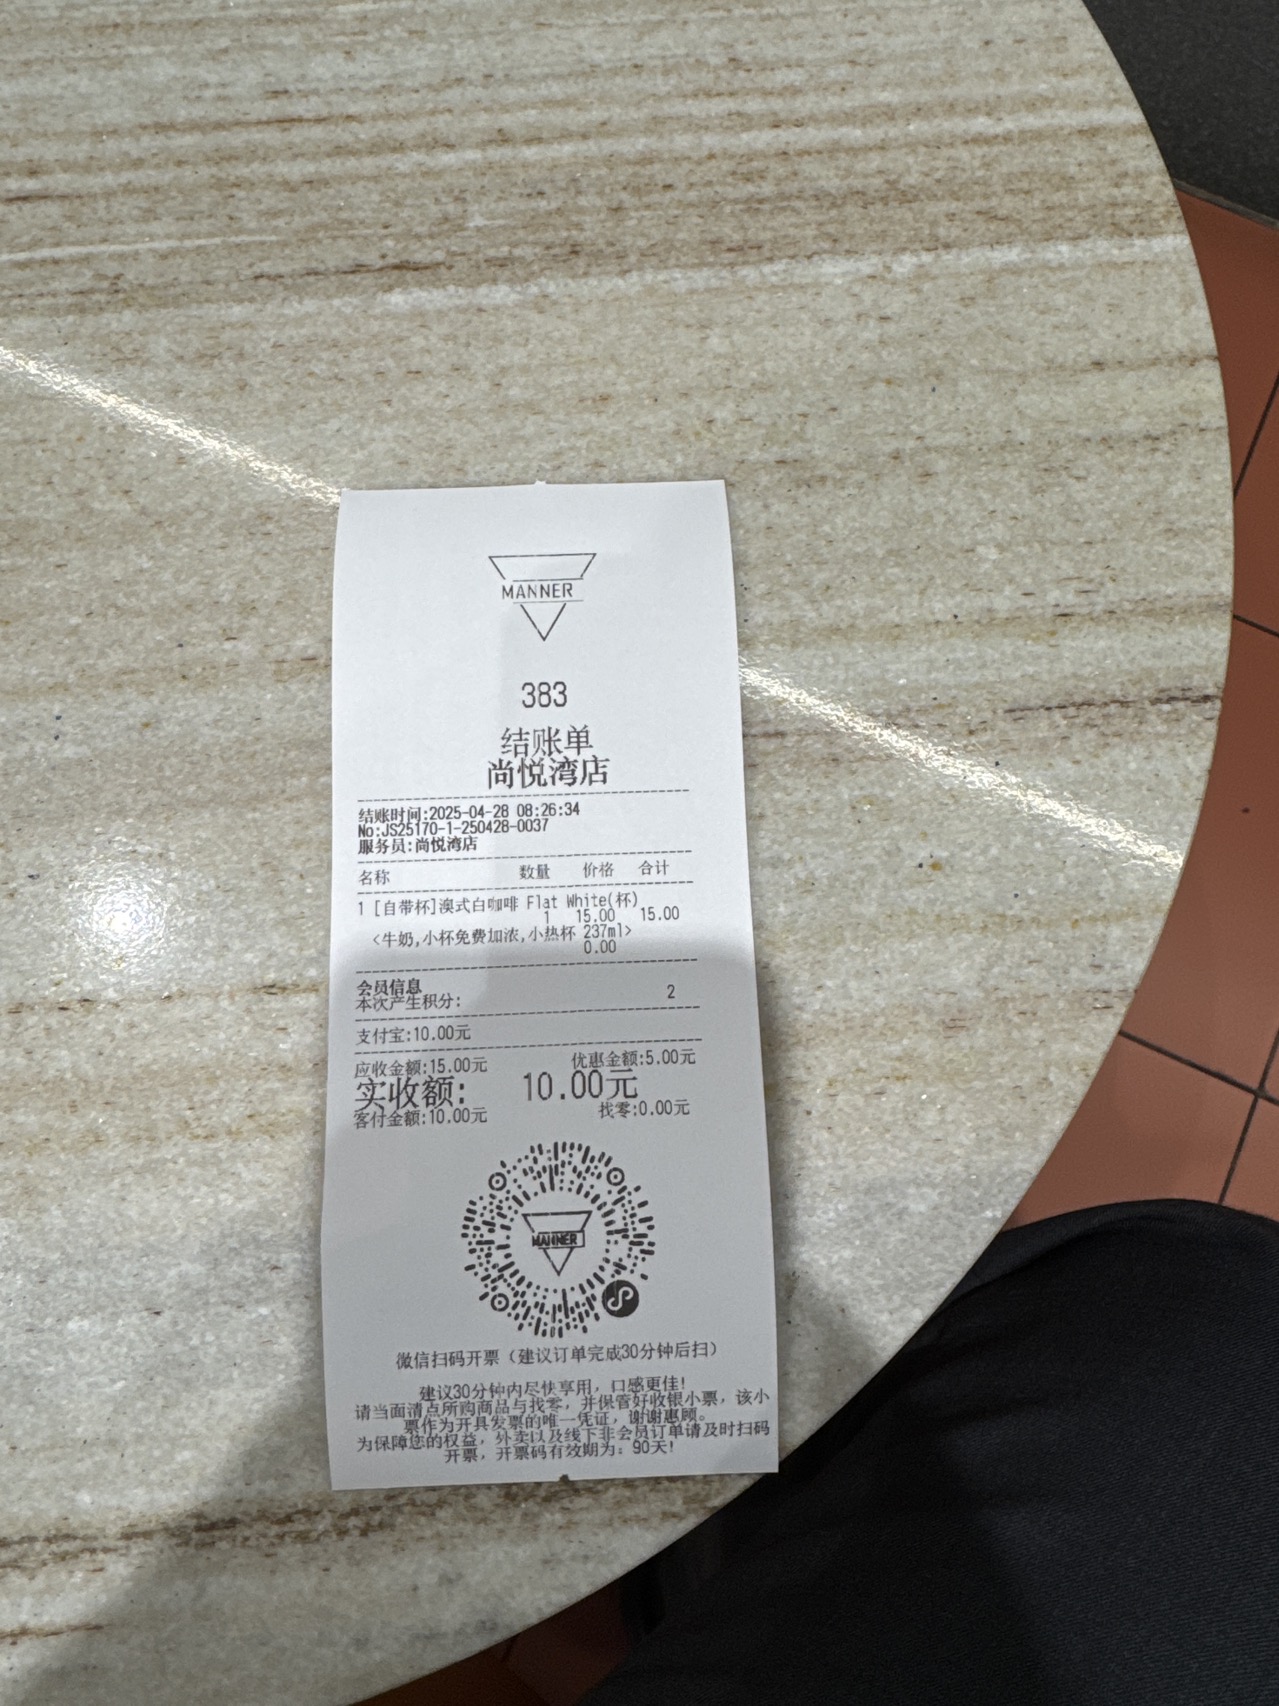 MANNER
383
结账单
尚悦湾店
结账时间:2025-04-28 08:26:34
No:JS25170-1-250428-0037
服务员:尚悦湾店
名称 数量 价格 合计
1 [自带杯]澳式白咖啡 Flat White(杯)
1 15.00 15.00
<牛奶,小杯免费加浓,小热杯 237ml>
0.00
会员信息
本次产生积分: 2
支付宝:10.00元
应收金额:15.00元 优惠金额:5.00元
实收额: 10.00元
客付金额:10.00元 找零:0.00元
MANNER
微信扫码开票（建议订单完成30分钟后扫）
建议30分钟内尽快享用，口感更佳!
请当面清点所购商品与找零，并保管好收银小票，该小
票作为开具发票的唯一凭证，谢谢惠顾。
为保障您的权益，外卖以及线下非会员订单请及时扫码
开票，开票码有效期为：90天!